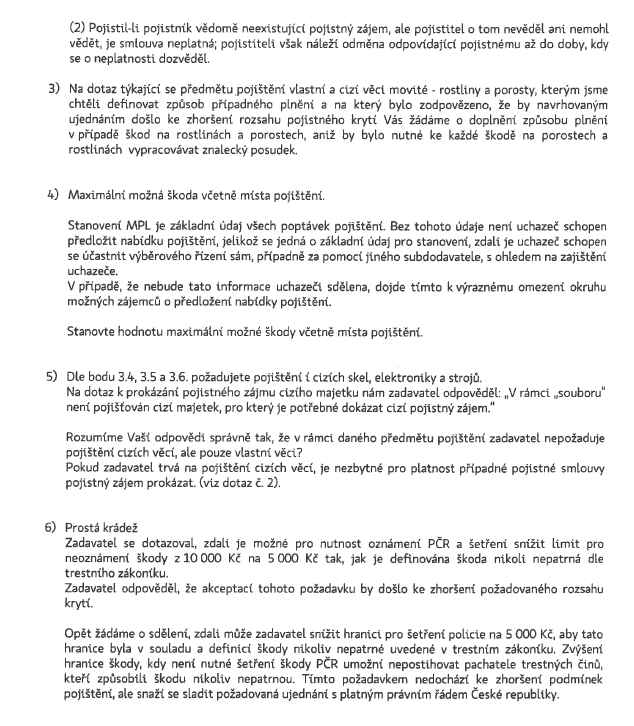 (2) Pojistil-li pojistník vědomě neexistující pojistný zájem, ale pojistitel o tom nevěděl ani nemohl
vědět, je smlouva neplatná; pojistiteli však náleží odměna odpovídající pojistnému až do doby, kdy
se o neplatnosti dozvěděl.
3) Na dotaz týkající se předmětu pojištění vlastní a cizí věci movité - rostliny a porosty, kterým jsme
chtěli definovat způsob případného plnění a na který bylo zodpovězeno, že by navrhovaným
ujednáním došlo ke zhoršení rozsahu pojistného krytí Vás žádáme o doplnění způsobu plnění
v případě škod na rostlinách a porostech, aniž by bylo nutné ke každé škodě na porostech a
rostlinách vypracovávat znalecký posudek.
4) Maximální možná škoda včetně místa pojištění.
Stanovení MPL je základní údaj všech poptávek pojištění. Bez tohoto údaje není uchazeč schopen
předložit nabídku pojištění, jelikož se jedná o základní údaj pro stanovení, zdali je uchazeč schopen
se účastnit výběrového řízení sám, případně za pomocí jiného subdodavatele, s ohledem na zajištění
uchazeče.
V případě, že nebude tato informace uchazeči sdělena, dojde tímto k výraznému omezení okruhu
možných zájemců o předložení nabídky pojištění.
Stanovte hodnotu maximální možné škody včetně místa pojištění.
5) Dle bodu 3.4, 3.5 a 3.6. požadujete pojištění í cizích skel, elektroniky a strojů.
Na dotaz k prokázání pojistného zájmu cizího majetku nám zadavatel odpověděl: „V rámci „souboru"
není pojišťován cizí majetek, pro který je potřebné dokázat cizí pojistný zájem."
Rozumíme Vaší odpovědi správně tak, že v rámci daného předmětu pojištění zadavatel nepožaduje
pojištění cizích věcí, ale pouze vlastní věci?
Pokud zadavatel trvá na pojištění cizích věcí, je nezbytné pro platnost případné pojistné smlouvy
pojistný zájem prokázat. (viz dotaz č. 2).
6) Prostá krádež
Zadavatel se dotazoval, zdali je možné pro nutnost oznámení PČR a šetření snížit limit pro
neoznámení škody z 10 000 Kč na 5 000 Kč tak, jak je definována škoda nikoli nepatrná dle
trestního zákoníku.
Zadavatel odpověděl, že akceptací tohoto požadavku by došlo ke zhoršení požadovaného rozsahu
krytí.
Opět žádáme o sdělení, zdali může zadavatel snížit hranici pro šetření policie na 5 000 Kč, aby tato
hranice byla v souladu a definicí škody nikoliv nepatrné uvedené v trestním zákoníku. Zvýšení
hranice škody, kdy není nutné šetření škody PČR umožní nepostihovat pachatele trestných činů,
kteří způsobili škodu nikoliv nepatrnou. Tímto požadavkem nedochází ke zhoršení podmínek
pojištění, ale snaží se sladit požadovaná ujednání s platným právním řádem České republiky.